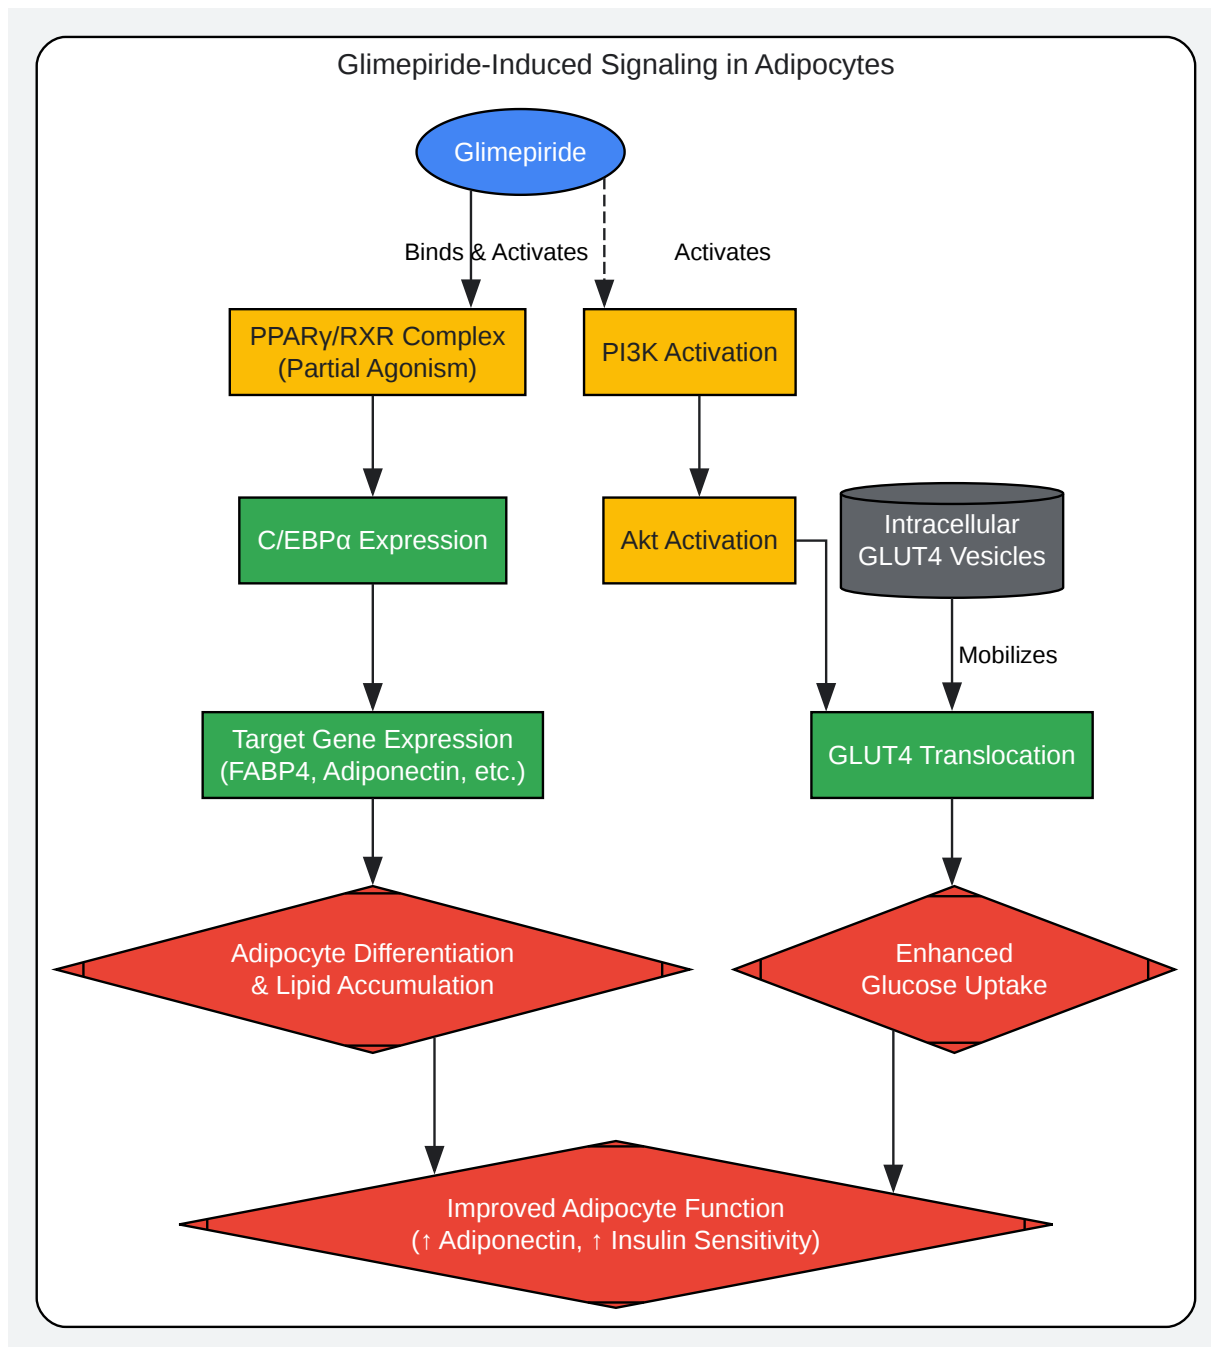 Glimepiride-Induced Signaling in Adipocytes
Glimepiride
Binds & Activates
Activates
PPARγ/RXR Complex
(Partial Agonism)
PI3K Activation
C/EBPα Expression
Akt Activation
Intracellular
GLUT4 Vesicles
Mobilizes
Target Gene Expression
(FABP4, Adiponectin, etc.)
GLUT4 Translocation
Adipocyte Differentiation
& Lipid Accumulation
Enhanced
Glucose Uptake
Improved Adipocyte Function
(↑ Adiponectin, ↑ Insulin Sensitivity)